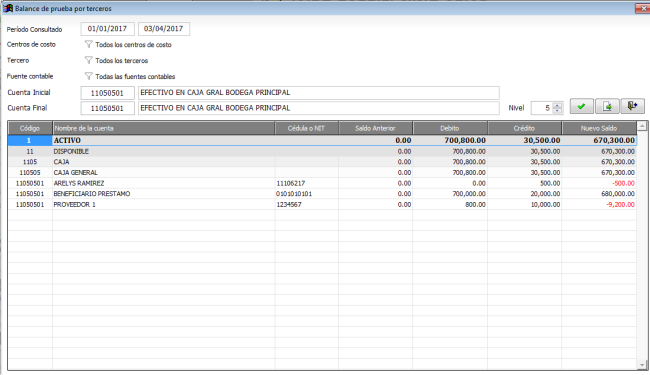 Balance de prueba por terceros
Período Consultado 01/01/2017 03/04/2017
Centros de costo Todos los centros de costo
Tercero Todos los terceros
Fuente contable Todas las fuentes contables
Cuenta Inicial 11050501 EFECTIVO EN CAJA GRAL BODEGA PRINCIPAL
Cuenta Final 11050501 EFECTIVO EN CAJA GRAL BODEGA PRINCIPAL Nivel 5
Código Nombre de la cuenta Cédula o NIT Saldo Anterior Debito Crédito Nuevo Saldo
1 ACTIVO 0.00 700,800.00 30,500.00 670,300.00
11 DISPONIBLE 0.00 700,800.00 30,500.00 670,300.00
1105 CAJA 0.00 700,800.00 30,500.00 670,300.00
110505 CAJA GENERAL 0.00 700,800.00 30,500.00 670,300.00
11050501 ARELYS RAMIREZ 11106217 0.00 0.00 500.00 -500.00
11050501 BENEFICIARIO PRESTAMO 0101010101 0.00 700,000.00 20,000.00 680,000.00
11050501 PROVEEDOR 1 1234567 0.00 800.00 10,000.00 -9,200.00